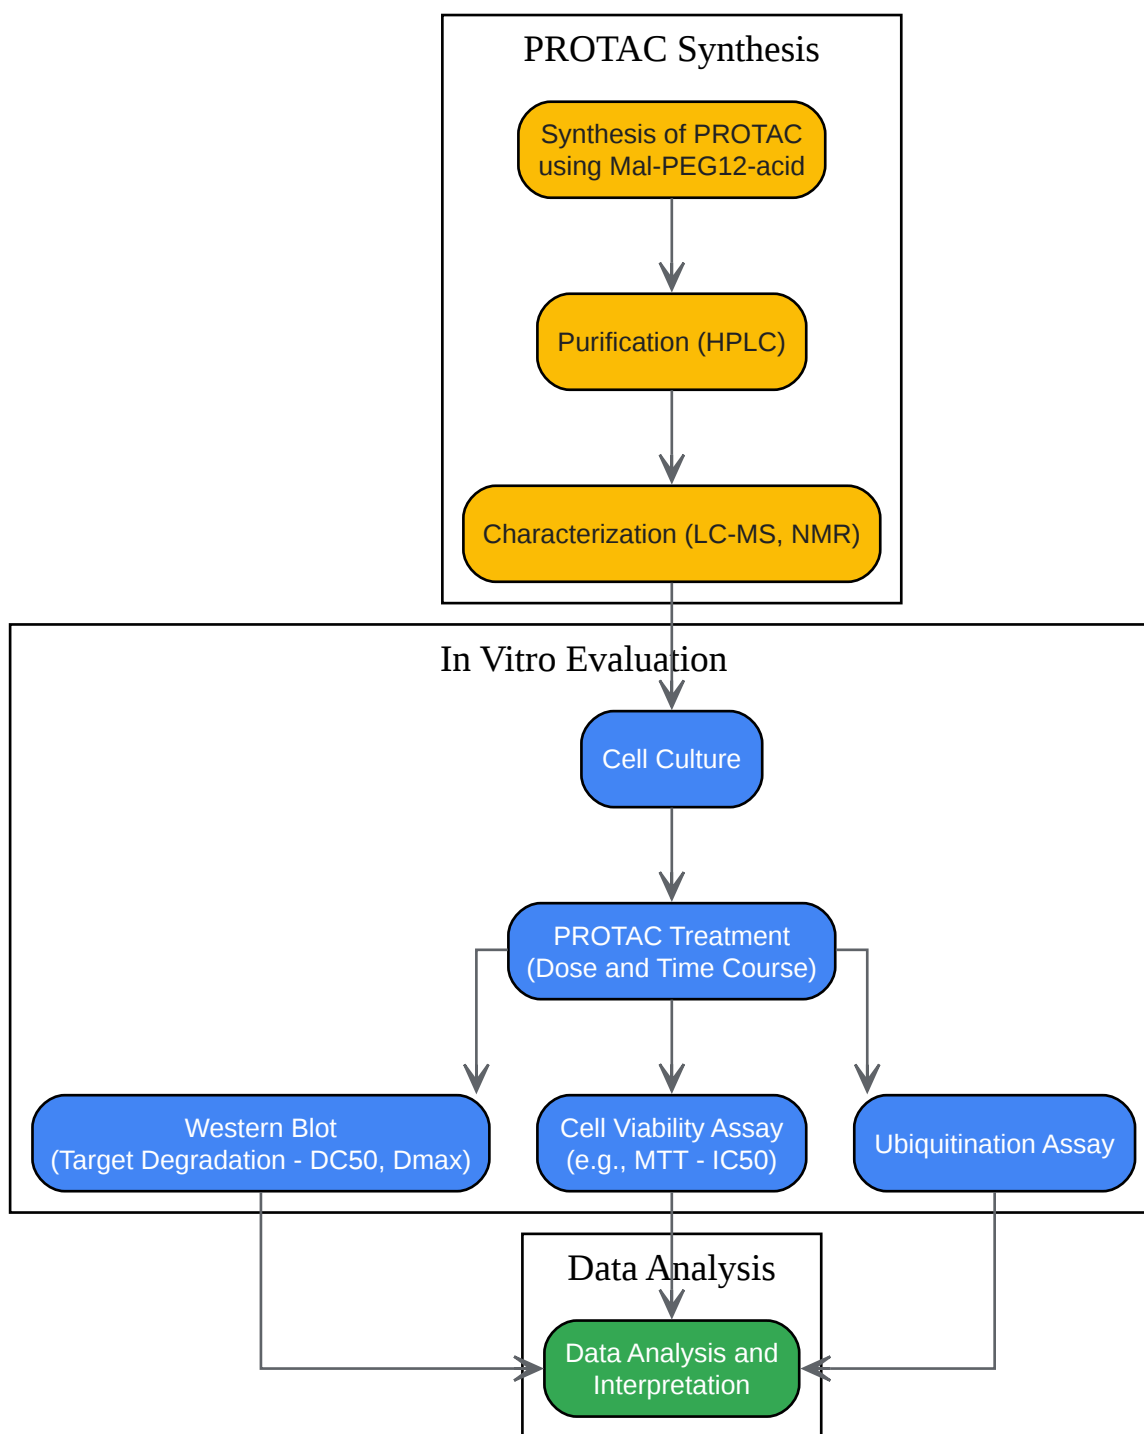 PROTAC Synthesis
Synthesis of PROTAC
using Mal-PEG12-acid
Purification (HPLC)
Characterization (LC-MS, NMR)
In Vitro Evaluation
Cell Culture
PROTAC Treatment
(Dose and Time Course)
Western Blot
(Target Degradation - DC50, Dmax)
Cell Viability Assay
(e.g., MTT - IC50)
Ubiquitination Assay
Data Analysis
Data Analysis and
Interpretation